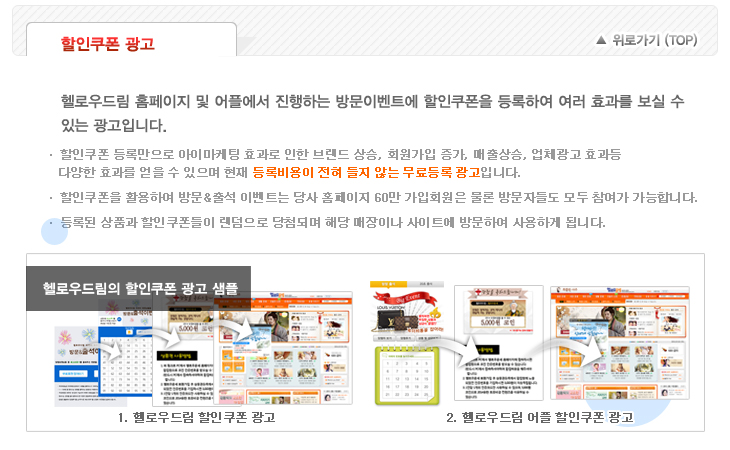 할인쿠폰 광고
▲ 위로가기 (TOP)
헬로우드림 홈페이지 및 어플에서 진행하는 방문이벤트에 할인쿠폰을 등록하여 여러 효과를 보실 수
있는 광고입니다.
· 할인쿠폰 등록만으로 아이마케팅 효과로 인한 브랜드 상승, 회원가입 증가, 매출상승, 업체광고 효과등
다양한 효과를 얻을 수 있으며 현재 등록비용이 전혀 들지 않는 무료등록 광고입니다.
· 할인쿠폰을 활용하여 방문&출석 이벤트는 당사 홈페이지 60만 가입회원은 물론 방문자들도 모두 참여가 가능합니다.
· 등록된 상품과 할인쿠폰들이 랜덤으로 당첨되며 해당 매장이나 사이트에 방문하여 사용하게 됩니다.
헬로우드림의 할인쿠폰 광고 샘플
5,000원
5,000원 할인
1. 헬로우드림 할인쿠폰 광고
2. 헬로우드림 어플 할인쿠폰 광고